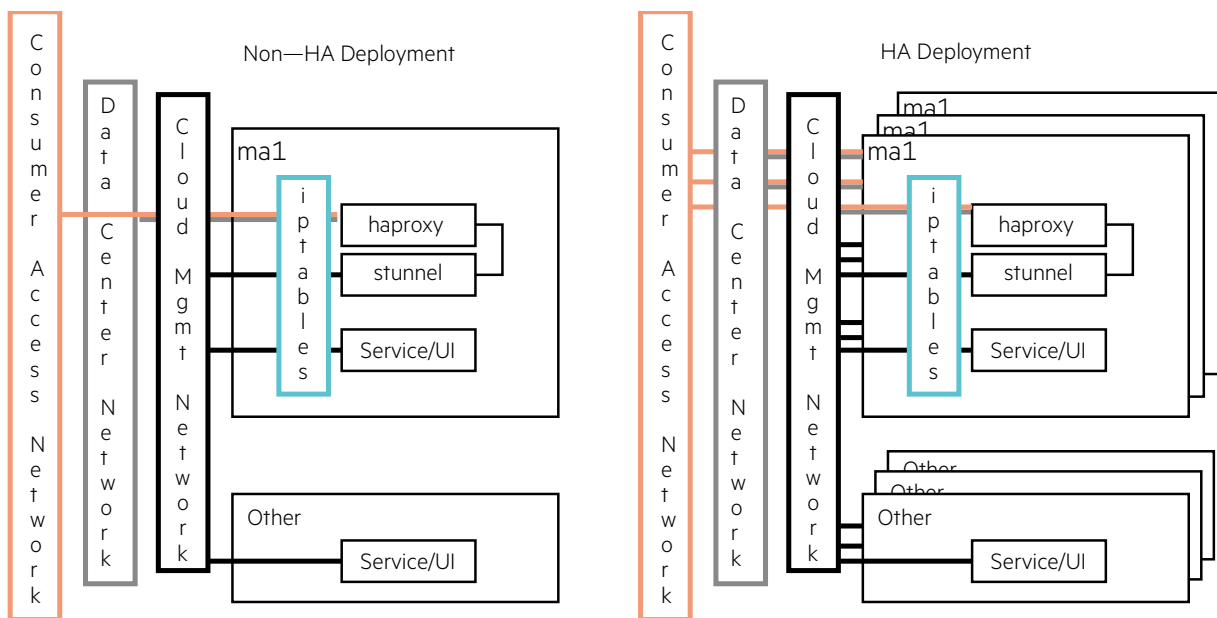 Non—HA Deployment
Consumer Access Network
Data Center Network
Cloud Mgmt Network
ma1
iptables
haproxy
stunnel
Service/UI
Other
Service/UI
HA Deployment
Consumer Access Network
Data Center Network
Cloud Mgmt Network
ma1
ma1
ma1
iptables
haproxy
stunnel
Service/UI
Other
Other
Other
Service/UI